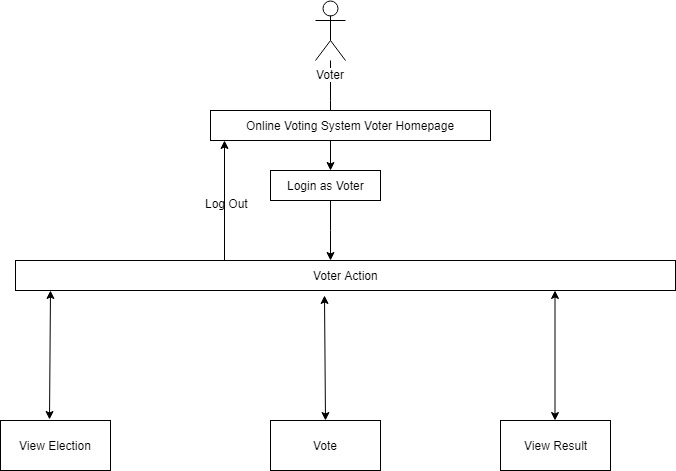 Voter
Online Voting System Voter Homepage
Login as Voter
Log Out
Voter Action
View Election
Vote
View Result